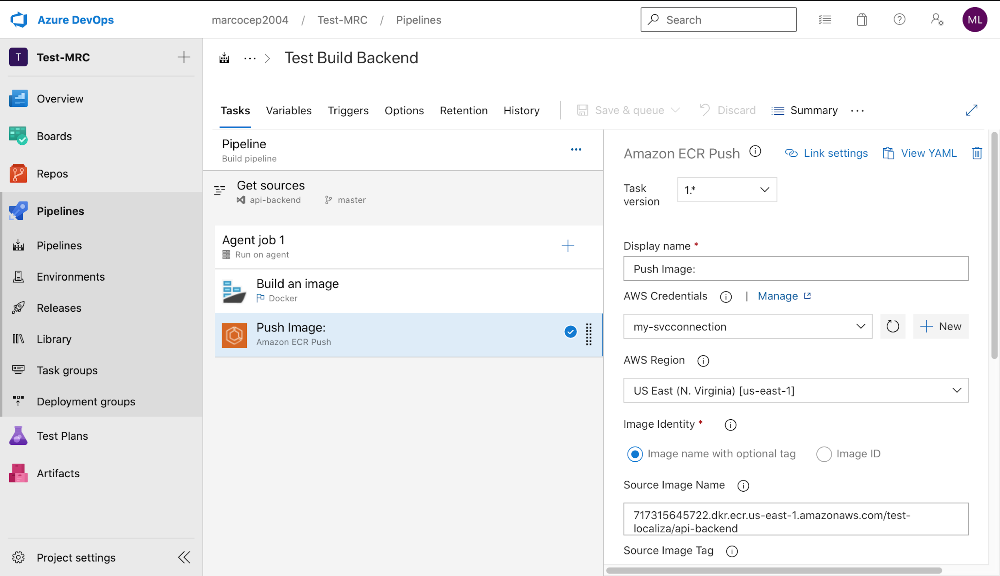 Azure DevOps
marcocep2004 / Test-MRC / Pipelines
Search
ML
T
Test-MRC
Overview
Boards
Repos
Pipelines
Pipelines
Environments
Releases
Library
Task groups
Deployment groups
Test Plans
Artifacts
Project settings
... > Test Build Backend
Tasks
Variables
Triggers
Options
Retention
History
Save & queue
Discard
Summary
...
Pipeline
Build pipeline
...
Get sources
api-backend
master
Agent job 1
Run on agent
Build an image
Docker
Push Image:
Amazon ECR Push
Amazon ECR Push
Link settings
View YAML
Task
version
1.*
Display name *
Push Image:
AWS Credentials
| Manage
my-svcconnection
New
AWS Region
US East (N. Virginia) [us-east-1]
Image Identity *
Image name with optional tag
Image ID
Source Image Name
717315645722.dkr.ecr.us-east-1.amazonaws.com/test-
localiza/api-backend
Source Image Tag